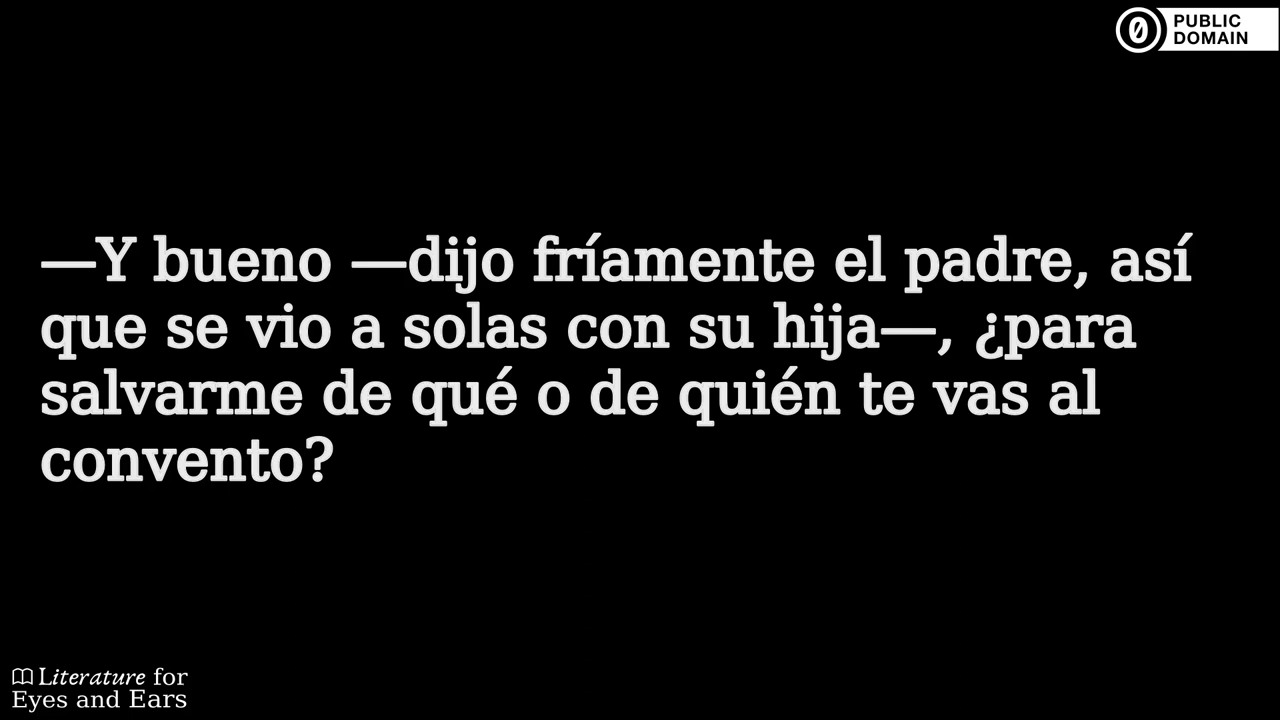 PUBLIC
DOMAIN
—Y bueno —dijo fríamente el padre, así
que se vio a solas con su hija—, ¿para
salvarme de qué o de quién te vas al
convento?
Literature for
Eyes and Ears